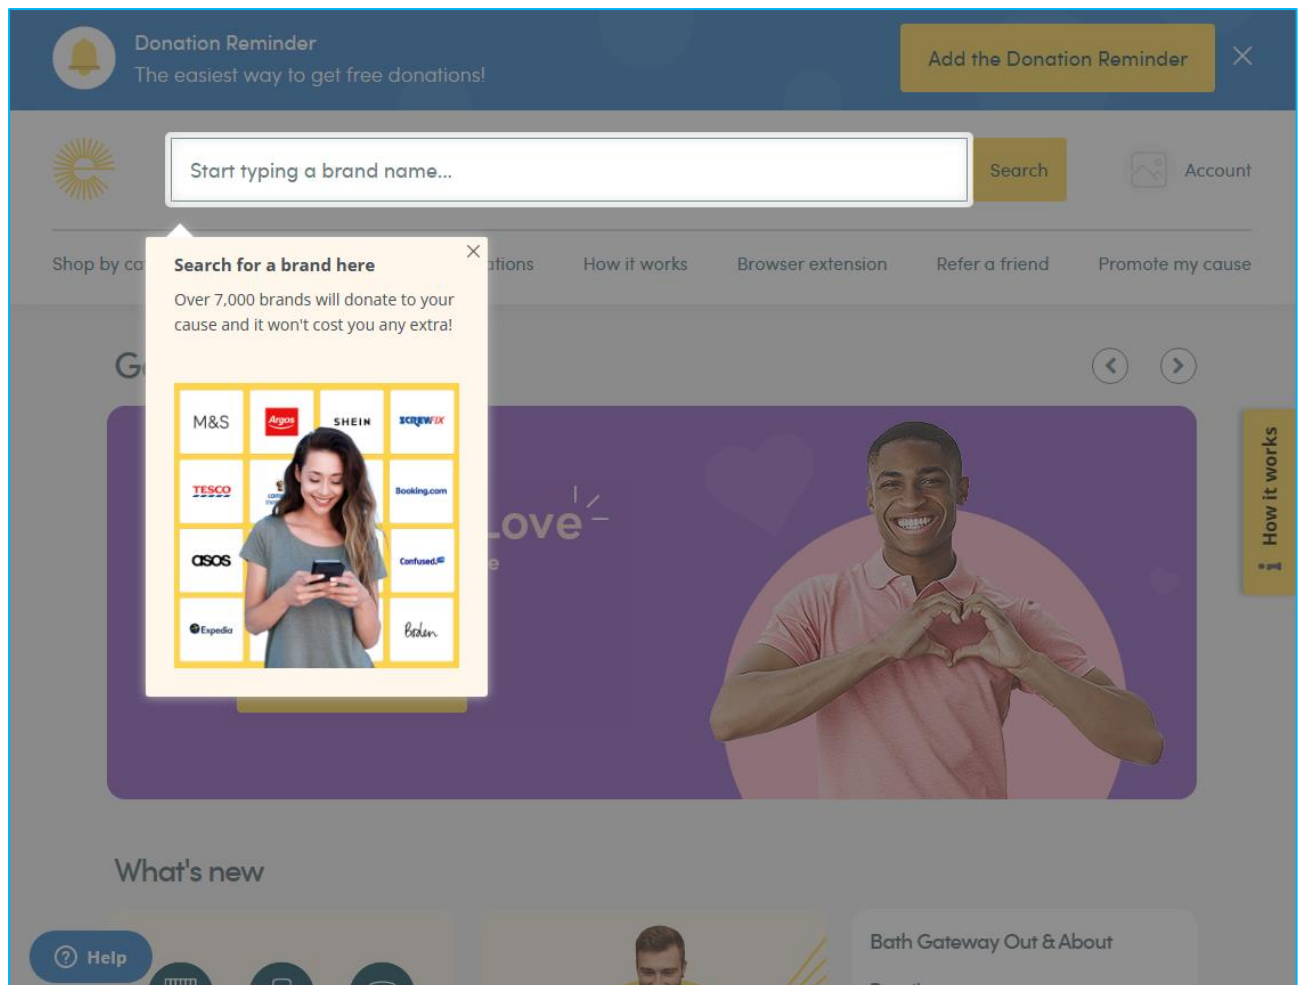 Donation Reminder
The easiest way to get free donations!
Add the Donation Reminder
Start typing a brand name...
Search
Account
Shop by
How it works
Browser extension
Refer a friend
Promote my cause
Search for a brand here
Over 7,000 brands will donate to your
cause and it won't cost you any extra!
M&S
Argos
SHEIN
SCREWFIX
TESCO
Booking.com
asos
Confused.
Expedia
Boden
Love
How it works
What's new
Help
Bath Gateway Out & About